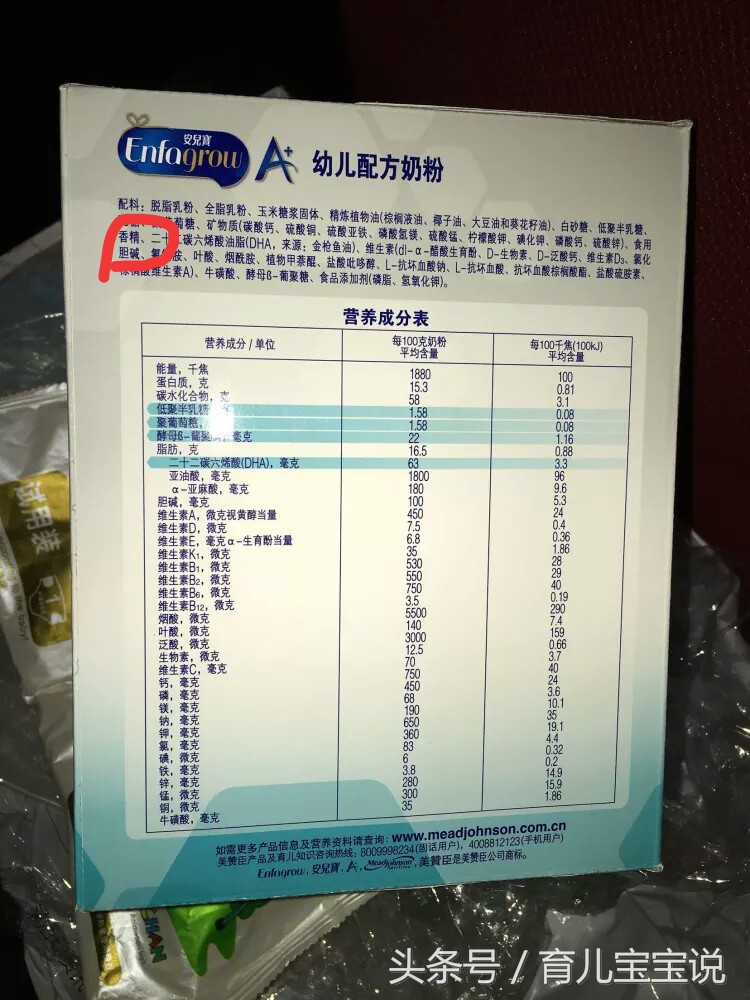 安兒寶
Enfagrow A+ 幼儿配方奶粉
配料：脱脂乳粉、全脂乳粉、玉米糖浆固体、精炼植物油(棕榈液油、椰子油、大豆油和葵花籽油)、白砂糖、低聚半乳糖、
萄糖、矿物质(碳酸钙、硫酸铜、硫酸亚铁、磷酸氢镁、硫酸锰、柠檬酸钾、碘化钾、磷酸钙、硫酸锌)、食用
香精、二十二碳六烯酸油脂(DHA，来源：金枪鱼油)、维生素(dl-α-醋酸生育酚、D-生物素、D-泛酸钙、维生素D₃、氯化
胆碱、氰钴胺、叶酸、烟酰胺、植物甲萘醌、盐酸吡哆醇、L-抗坏血酸钠、L-抗坏血酸、抗坏血酸棕榈酸酯、盐酸硫胺素、
榈酸维生素A)、牛磺酸、酵母β-葡聚糖、食品添加剂(磷脂、氢氧化钾)。
营养成分表
营养成分/单位 每100克奶粉平均含量 每100千焦(100kJ)平均含量
能量，千焦 1880 100
蛋白质，克 15.3 0.81
碳水化合物，克 58 3.1
低聚半乳糖 1.58 0.08
聚葡萄糖， 1.58 0.08
酵母β-葡聚糖，毫克 22 1.16
脂肪，克 16.5 0.88
二十二碳六烯酸(DHA)，毫克 63 3.3
亚油酸，毫克 1800 96
α-亚麻酸，毫克 180 9.6
胆碱，毫克 100 5.3
维生素A，微克视黄醇当量 450 24
维生素D，微克 7.5 0.4
维生素E，毫克α-生育酚当量 6.8 0.36
维生素K₁，微克 35 1.86
维生素B₁，微克 530 28
维生素B₂，微克 550 29
维生素B₆，微克 750 40
维生素B₁₂，微克 3.5 0.19
烟酸，微克 5500 290
叶酸，微克 140 7.4
泛酸，微克 3000 159
生物素，微克 12.5 0.66
维生素C，毫克 70 3.7
钙，毫克 750 40
磷，毫克 450 24
镁，毫克 68 3.6
钠，毫克 190 10.1
钾，毫克 650 35
氯，毫克 360 19.1
碘，微克 83 4.4
铁，毫克 6 0.32
锌，毫克 3.8 0.2
锰，微克 280 14.9
铜，微克 300 15.9
牛磺酸，毫克 35 1.86
如需更多产品信息及营养资料请查询：www.meadjohnson.com.cn
美赞臣产品及育儿知识咨询热线：8009998234(固话用户)，4008812123(手机用户)
Enfagrow，安兒寶，A+，MeadJohnson Nutrition，美赞臣是美赞臣公司商标。
试用装
头条号 / 育儿宝宝说